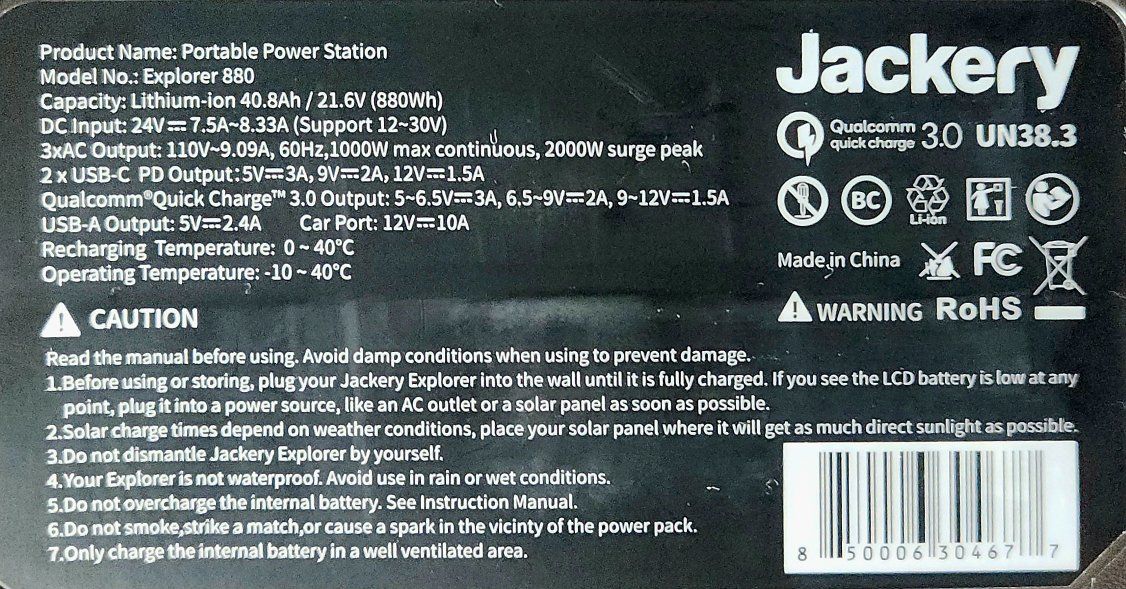 Product Name: Portable Power Station
Model No.: Explorer 880
Capacity: Lithium-ion 40.8Ah / 21.6V (880Wh)
DC Input: 24V⎓7.5A~8.33A (Support 12~30V)
3xAC Output: 110V~9.09A, 60Hz,1000W max continuous, 2000W surge peak
2 x USB-C PD Output:5V⎓3A, 9V⎓2A, 12V⎓1.5A
Qualcomm®Quick Charge™ 3.0 Output: 5~6.5V⎓3A, 6.5~9V⎓2A, 9~12V⎓1.5A
USB-A Output: 5V⎓2.4A Car Port: 12V⎓10A
Recharging Temperature: 0 ~ 40°C
Operating Temperature: -10 ~ 40°C
Jackery
Qualcomm
quick charge 3.0 UN38.3
BC
Li-ion
Made in China
FC
WARNING RoHS
CAUTION
Read the manual before using. Avoid damp conditions when using to prevent damage.
1.Before using or storing, plug your Jackery Explorer into the wall until it is fully charged. If you see the LCD battery is low at any
point, plug it into a power source, like an AC outlet or a solar panel as soon as possible.
2.Solar charge times depend on weather conditions, place your solar panel where it will get as much direct sunlight as possible.
3.Do not dismantle Jackery Explorer by yourself.
4.Your Explorer is not waterproof. Avoid use in rain or wet conditions.
5.Do not overcharge the internal battery. See Instruction Manual.
6.Do not smoke,strike a match,or cause a spark in the vicinty of the power pack.
7.Only charge the internal battery in a well ventilated area.
8 50006 30467 7